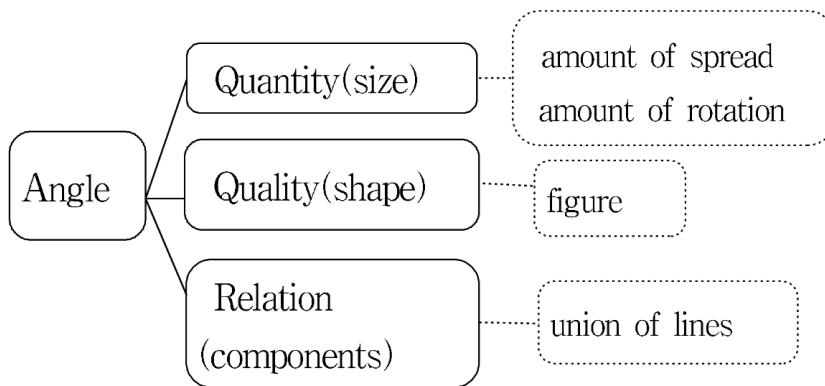 Angle
Quantity(size)
amount of spread
amount of rotation
Quality(shape)
figure
Relation
(components)
union of lines